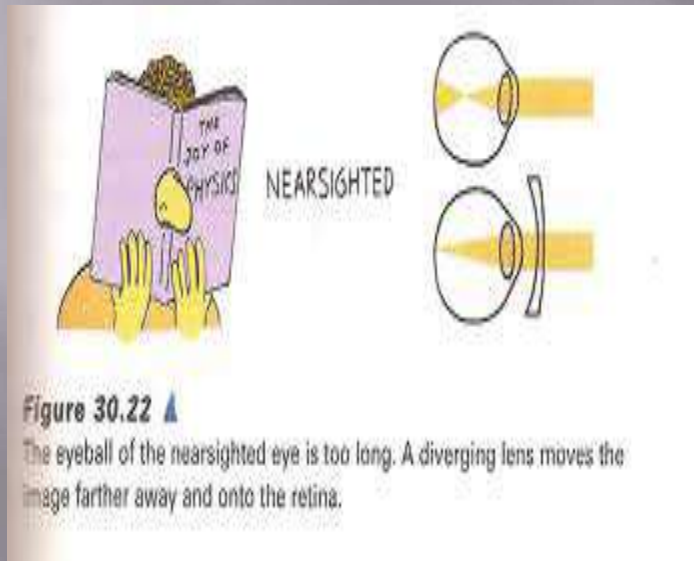 THE
JOY OF
PHYSICS
NEARSIGHTED
Figure 30.22
The eyeball of the nearsighted eye is too long. A diverging lens moves the
image farther away and onto the retina.